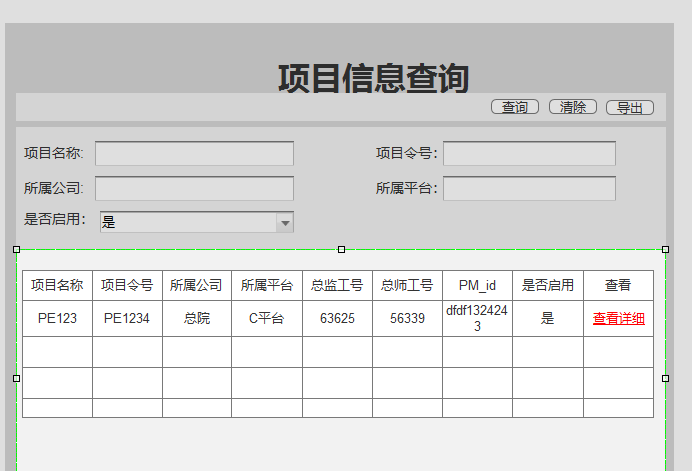 项目信息查询
查询 清除 导出
项目名称: 项目令号:
所属公司: 所属平台:
是否启用: 是
项目名称 项目令号 所属公司 所属平台 总监工号 总师工号 PM_id 是否启用 查看
PE123 PE1234 总院 C平台 63625 56339 dfdf132424 是 查看详细
3